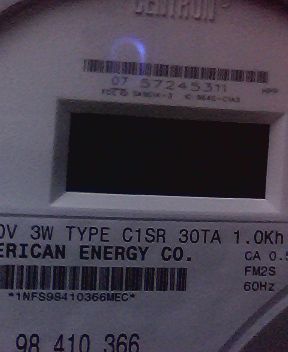 CENTRON
07 57245311
0V 3W TYPE C1SR 30TA 1.0Kh
ERICAN ENERGY CO. CA 0.5
FM2S
*1NFS98410366MEC* 60Hz
98 410 366